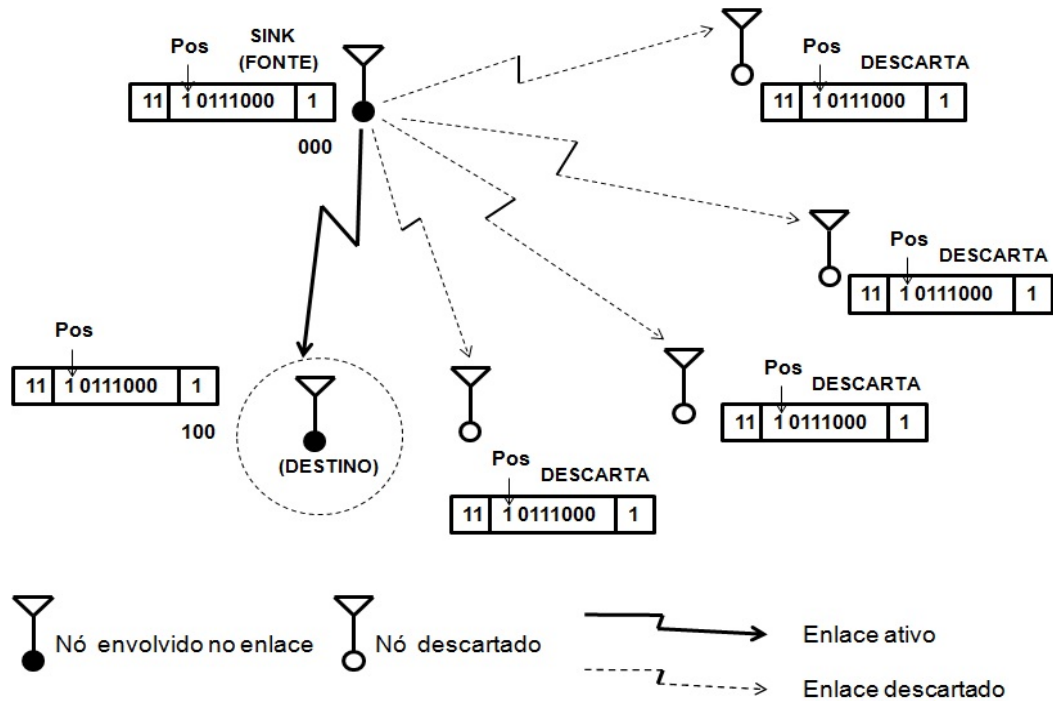 SINK
Pos (FONTE)
11 1 0111000 1
000
Pos
DESCARTA
11 1 0111000 1
Pos
DESCARTA
11 1 0111000 1
Pos
11 1 0111000 1
100
(DESTINO)
Pos
DESCARTA
11 1 0111000 1
Pos
DESCARTA
11 1 0111000 1
Nó envolvido no enlace
Nó descartado
Enlace ativo
Enlace descartado